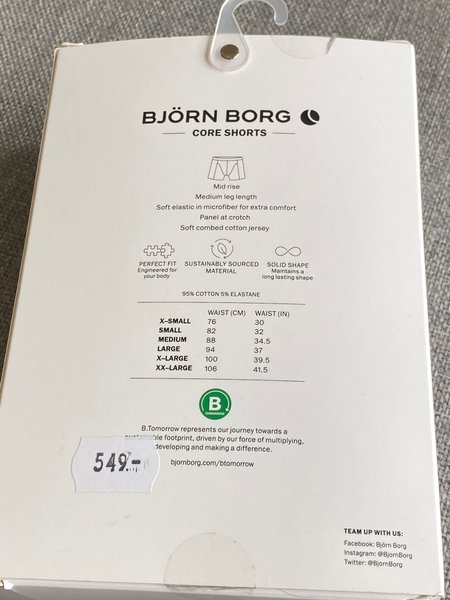 BJÖRN BORG
CORE SHORTS
Mid rise
Medium leg length
Soft elastic in microfiber for extra comfort
Panel at crotch
Soft combed cotton jersey
PERFECT FIT
Engineered for
your body
SUSTAINABLY SOURCED
MATERIAL
SOLID SHAPE
Maintains a
long lasting shape
95% COTTON 5% ELASTANE
WAIST (CM) WAIST (IN)
X-SMALL 76 30
SMALL 82 32
MEDIUM 88 34.5
LARGE 94 37
X-LARGE 100 39.5
XX-LARGE 106 41.5
B
TOMORROW
B.Tomorrow represents our journey towards a
footprint, driven by our force of multiplying,
developing and making a difference.
bjornborg.com/btomorrow
549.-
TEAM UP WITH US:
Facebook: Björn Borg
Instagram: @BjornBorg
Twitter: @BjornBorg